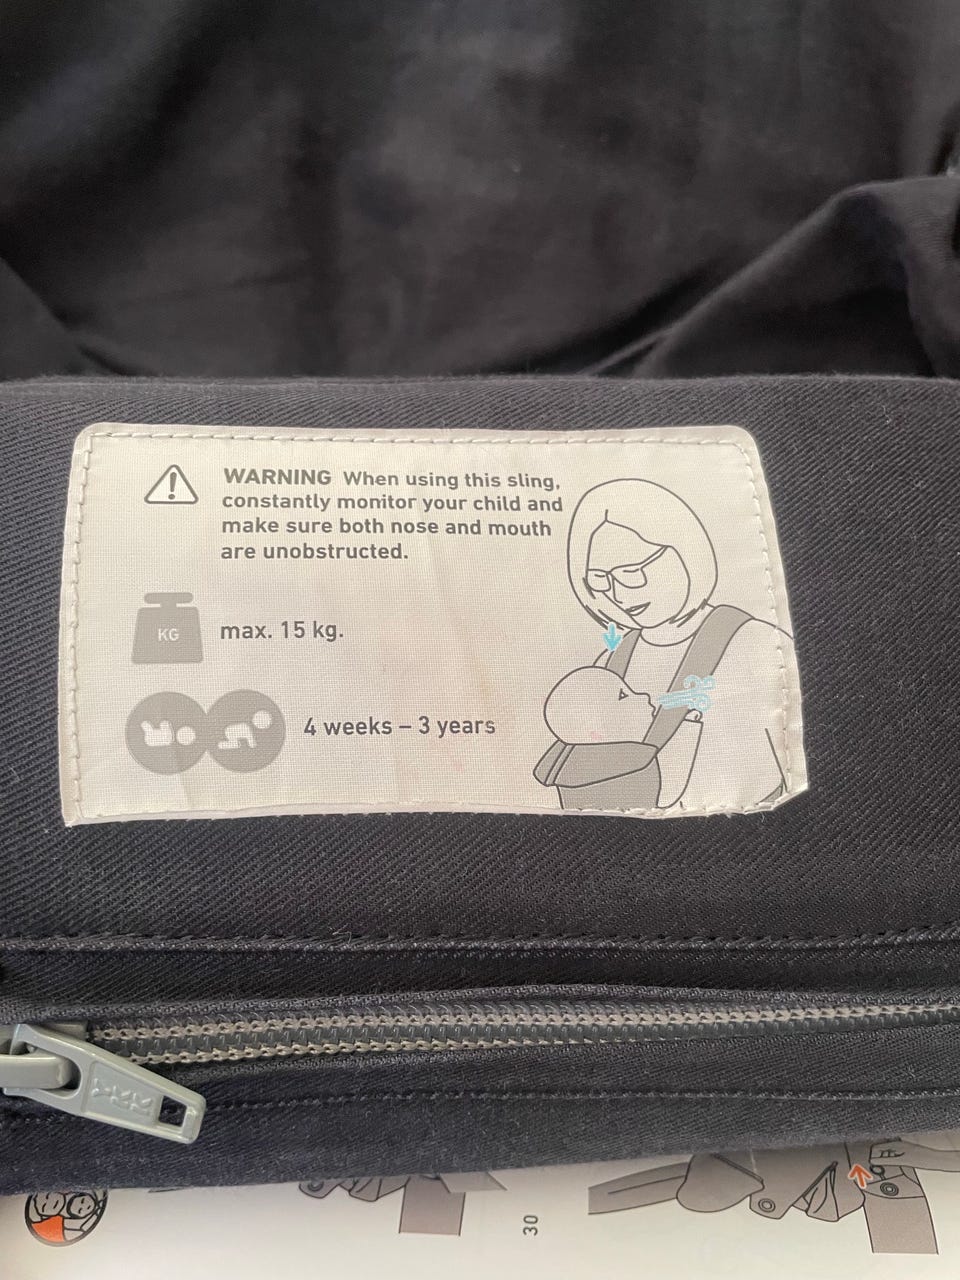 WARNING When using this sling,
constantly monitor your child and
make sure both nose and mouth
are unobstructed.
KG
max. 15 kg.
4 weeks – 3 years
YKK
30